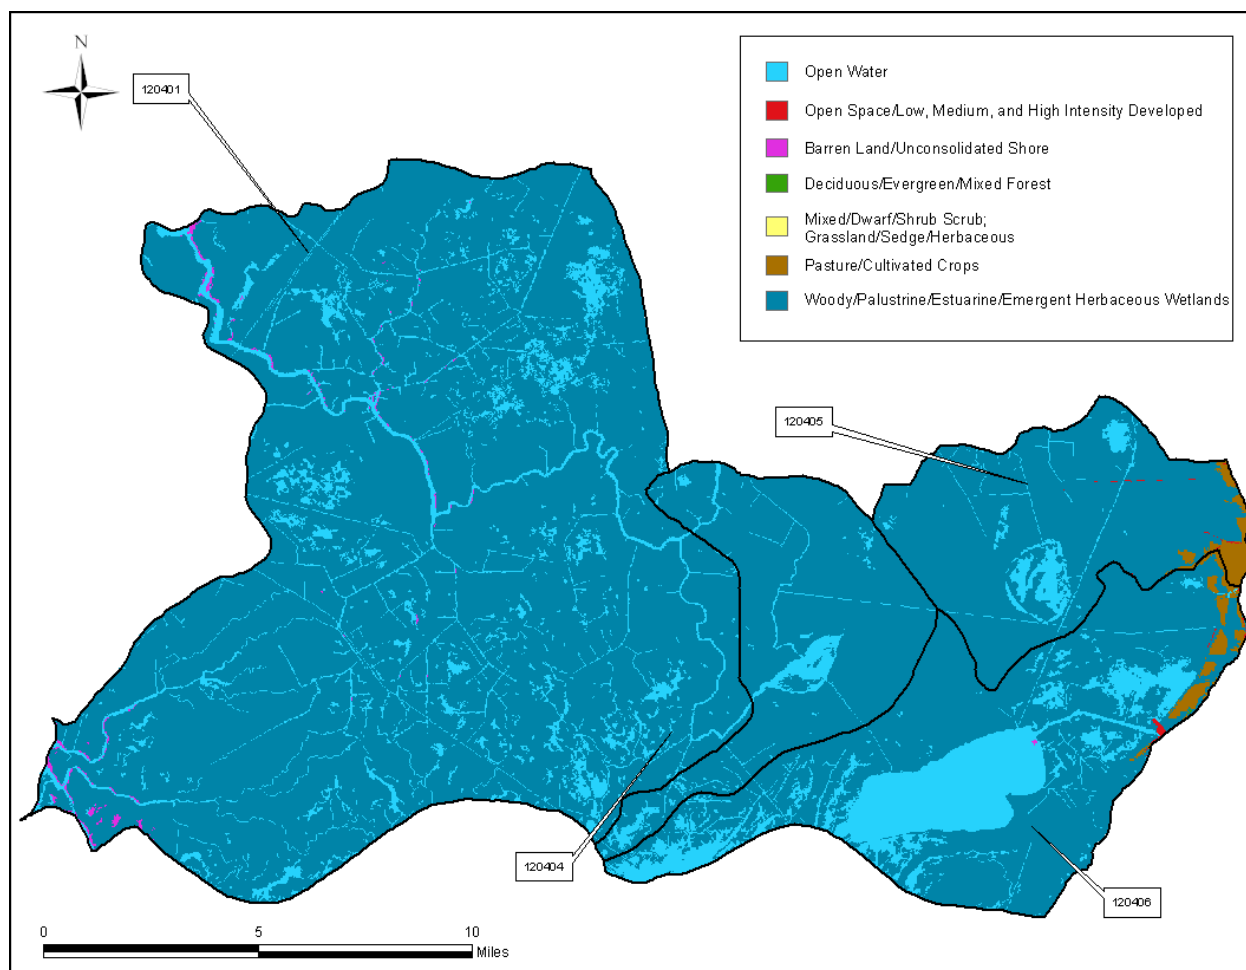 N
120401
Open Water
Open Space/Low, Medium, and High Intensity Developed
Barren Land/Unconsolidated Shore
Deciduous/Evergreen/Mixed Forest
Mixed/Dwarf/Shrub Scrub;
Grassland/Sedge/Herbaceous
Pasture/Cultivated Crops
Woody/Palustrine/Estuarine/Emergent Herbaceous Wetlands
120405
120404
120406
0 5 10
Miles